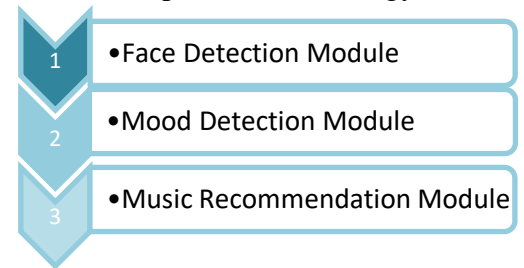 1
•Face Detection Module
2
•Mood Detection Module
3
•Music Recommendation Module